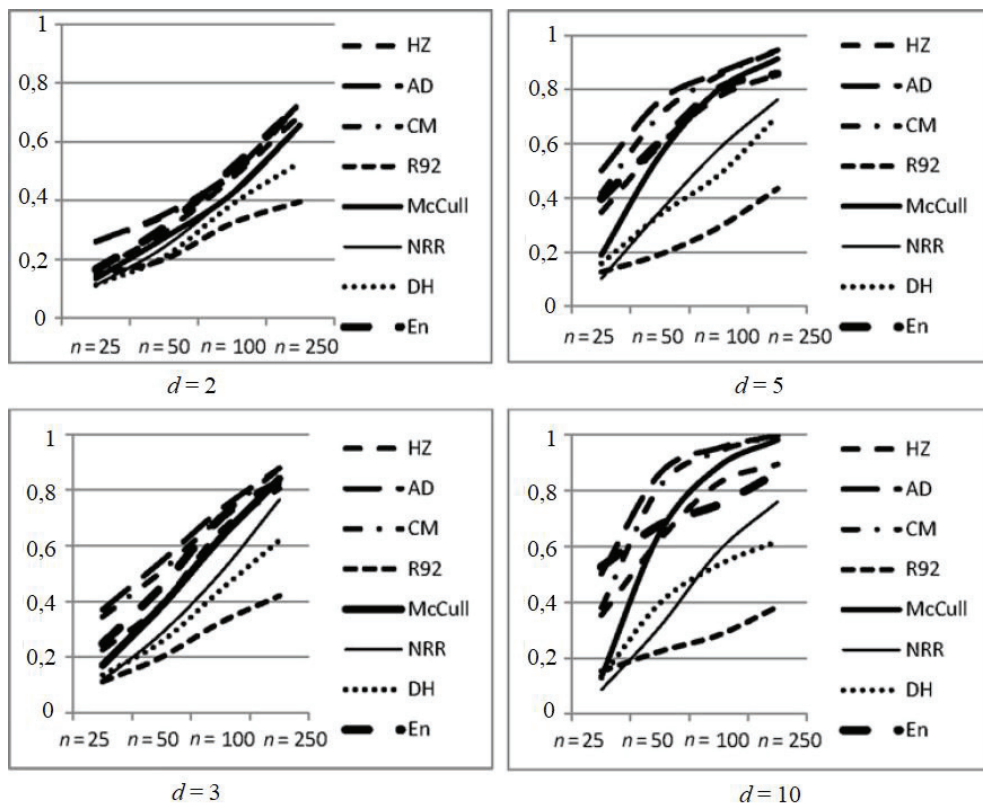 1
0,8
0,6
0,4
0,2
0
n = 25 n = 50 n = 100 n = 250
HZ
AD
CM
R92
McCull
NRR
DH
En
d = 2
1
0,8
0,6
0,4
0,2
0
n = 25 n = 50 n = 100 n = 250
HZ
AD
CM
R92
McCull
NRR
DH
En
d = 5
1
0,8
0,6
0,4
0,2
0
n = 25 n = 50 n = 100 n = 250
HZ
AD
CM
R92
McCull
NRR
DH
En
d = 3
1
0,8
0,6
0,4
0,2
0
n = 25 n = 50 n = 100 n = 250
HZ
AD
CM
R92
McCull
NRR
DH
En
d = 10